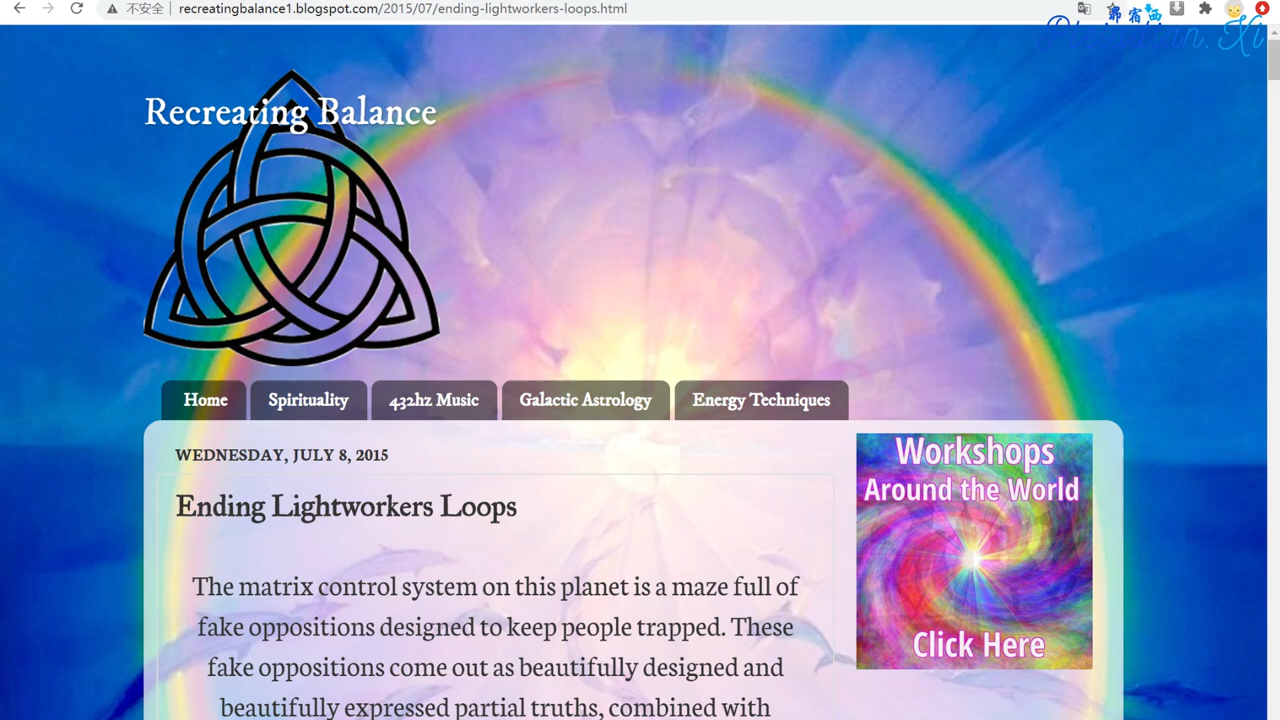 不安全 | recreatingbalance1.blogspot.com/2015/07/ending-lightworkers-loops.html
昴宿西
Recreating Balance
Home Spirituality 432hz Music Galactic Astrology Energy Techniques
WEDNESDAY, JULY 8, 2015
Ending Lightworkers Loops
The matrix control system on this planet is a maze full of
fake oppositions designed to keep people trapped. These
fake oppositions come out as beautifully designed and
beautifully expressed partial truths, combined with
Workshops
Around the World
Click Here